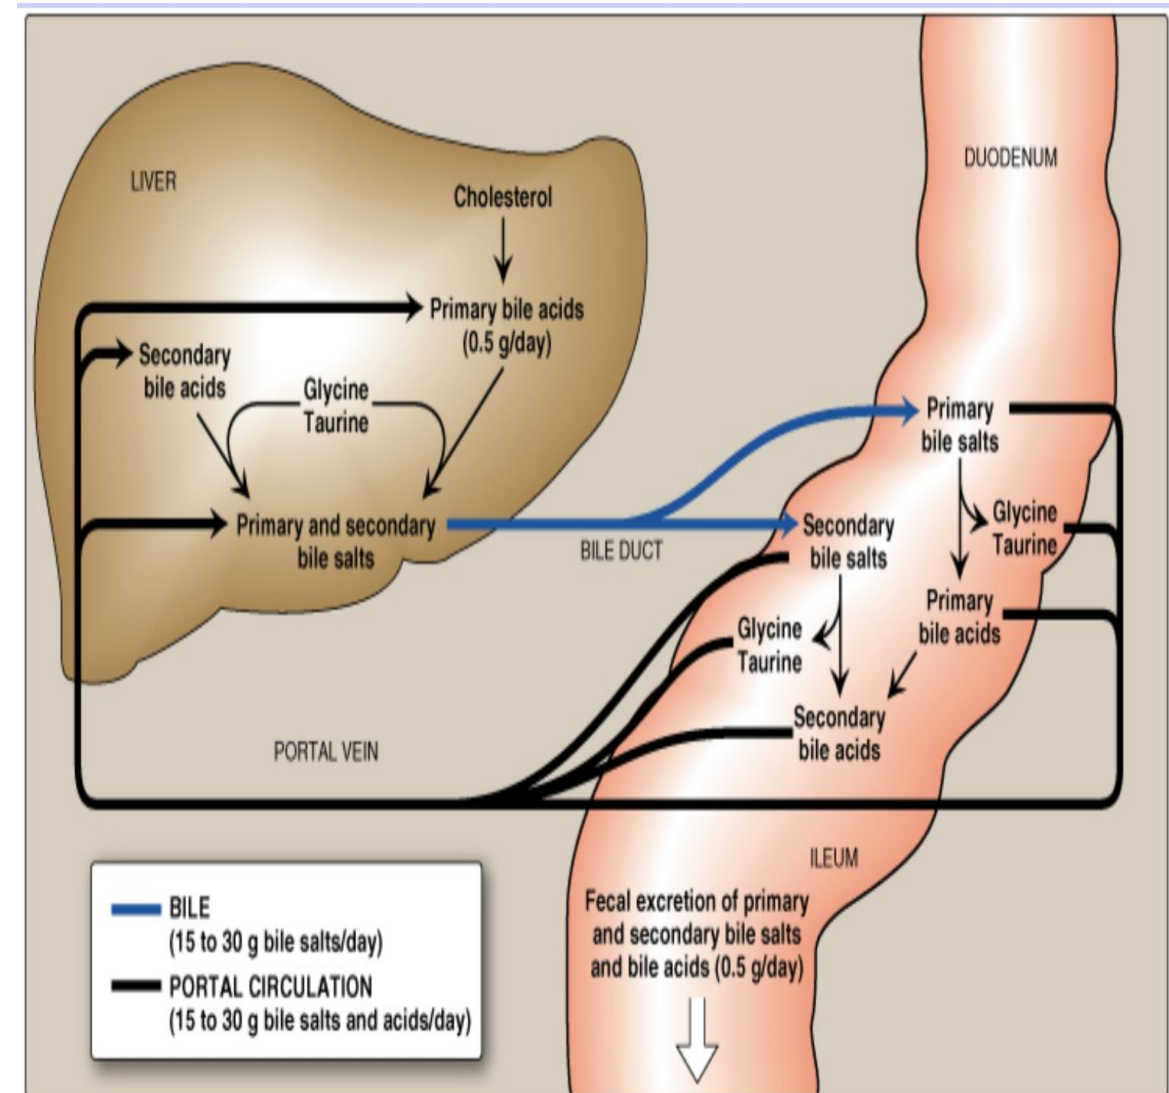 LIVER
Cholesterol
Primary bile acids
(0.5 g/day)
Secondary
bile acids
Glycine
Taurine
Primary and secondary
bile salts
BILE DUCT
PORTAL VEIN
DUODENUM
Primary
bile salts
Glycine
Taurine
Primary
bile acids
Secondary
bile salts
Glycine
Taurine
Secondary
bile acids
ILEUM
Fecal excretion of primary
and secondary bile salts
and bile acids (0.5 g/day)
BILE
(15 to 30 g bile salts/day)
PORTAL CIRCULATION
(15 to 30 g bile salts and acids/day)